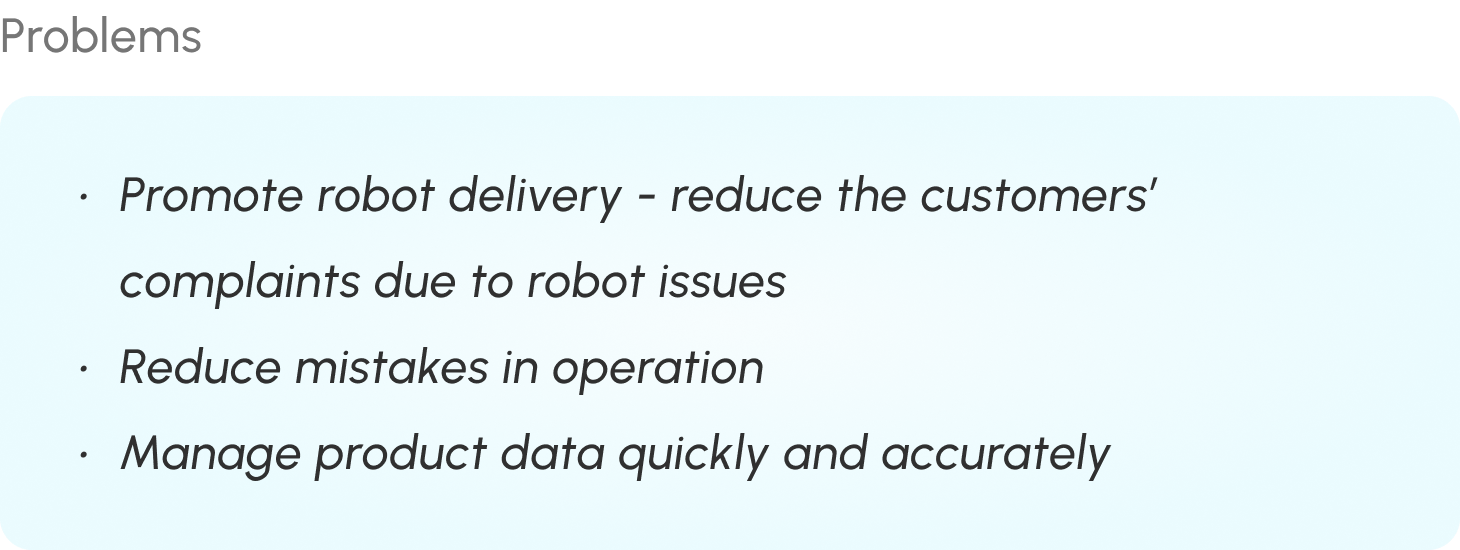 Problems
· Promote robot delivery - reduce the customers'
complaints due to robot issues
· Reduce mistakes in operation
· Manage product data quickly and accurately